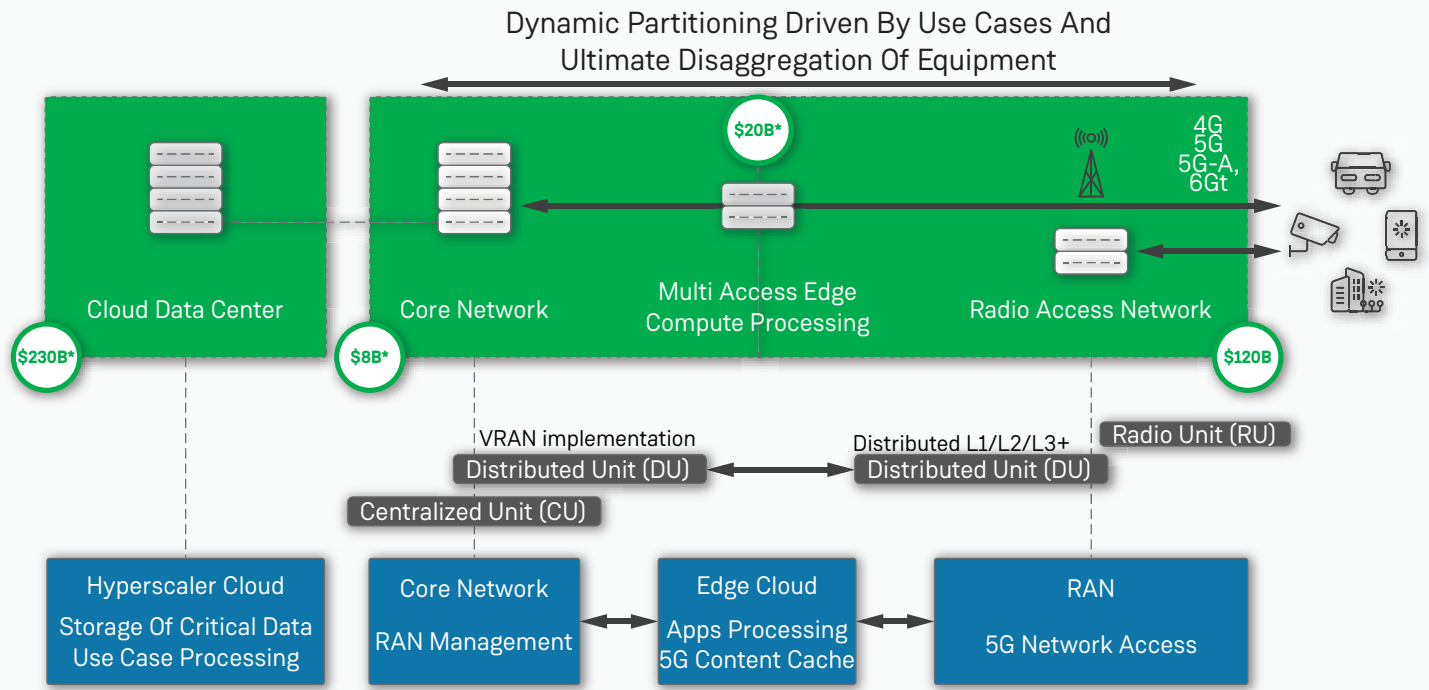 Dynamic Partitioning Driven By Use Cases And
Ultimate Disaggregation Of Equipment
$20B*
4G
5G
5G-A,
6Gt
Cloud Data Center
Core Network
Multi Access Edge
Compute Processing
Radio Access Network
$230B*
$8B*
$120B
VRAN implementation
Distributed Unit (DU)
Distributed L1/L2/L3+
Distributed Unit (DU)
Radio Unit (RU)
Centralized Unit (CU)
Hyperscaler Cloud
Storage Of Critical Data
Use Case Processing
Core Network
RAN Management
Edge Cloud
Apps Processing
5G Content Cache
RAN
5G Network Access